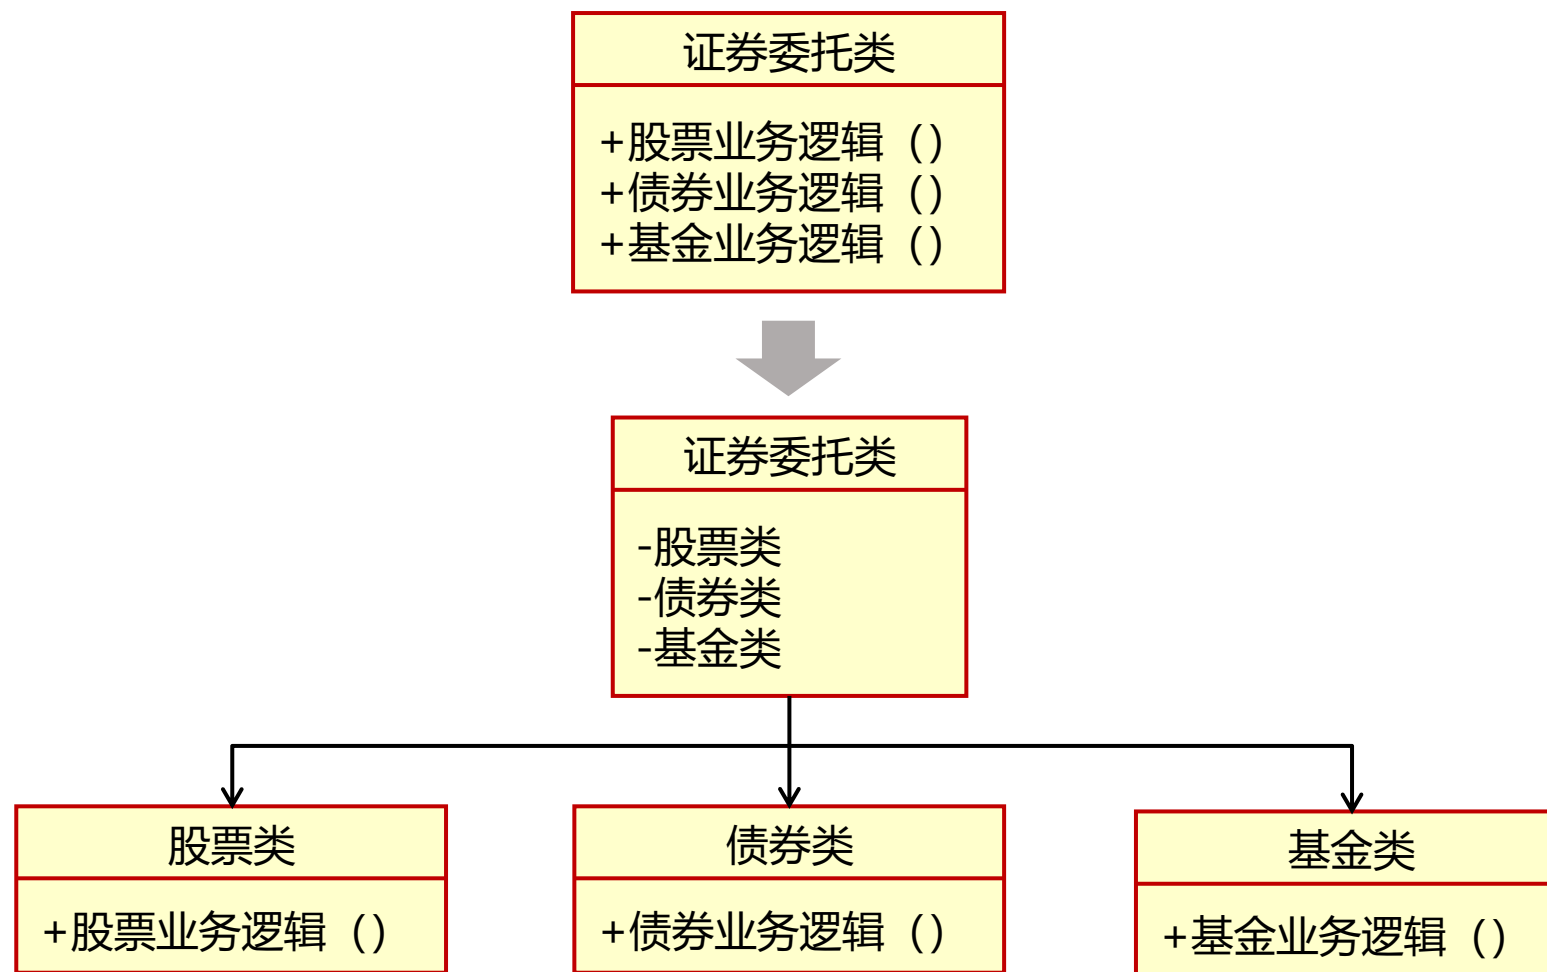 证券委托类
+股票业务逻辑（）
+债券业务逻辑（）
+基金业务逻辑（）
证券委托类
-股票类
-债券类
-基金类
股票类
+股票业务逻辑（）
债券类
+债券业务逻辑（）
基金类
+基金业务逻辑（）